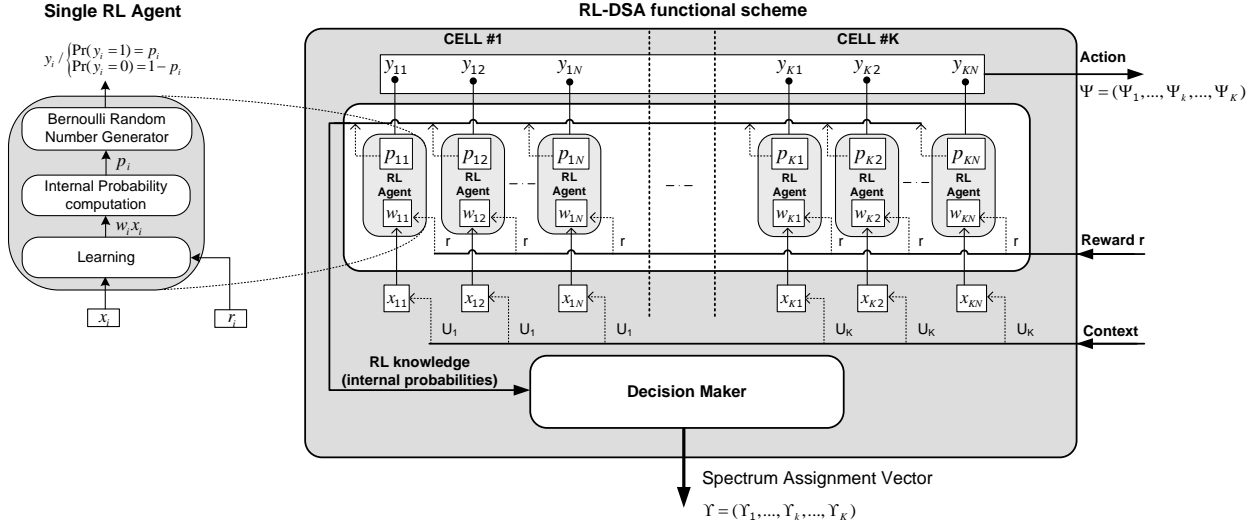 Single RL Agent
y_i / {Pr(y_i = 1) = p_i
{Pr(y_i = 0) = 1 − p_i
Bernoulli Random
Number Generator
p_i
Internal Probability
computation
w_i x_i
Learning
x_i
r_i
RL-DSA functional scheme
CELL #1
CELL #K
y_11 y_12 y_1N y_K1 y_K2 y_KN
Action
Ψ = (Ψ_1,..., Ψ_k,..., Ψ_K)
p_11 p_12 p_1N p_K1 p_K2 p_KN
RL RL RL RL RL RL
Agent Agent Agent Agent Agent Agent
w_11 w_12 w_1N w_K1 w_K2 w_KN
r r r r r r
Reward r
x_11 x_12 x_1N x_K1 x_K2 x_KN
U_1 U_1 U_1 U_K U_K U_K
Context
RL knowledge
(internal probabilities)
Decision Maker
Spectrum Assignment Vector
ϒ = (ϒ_1,..., ϒ_k,..., ϒ_K)